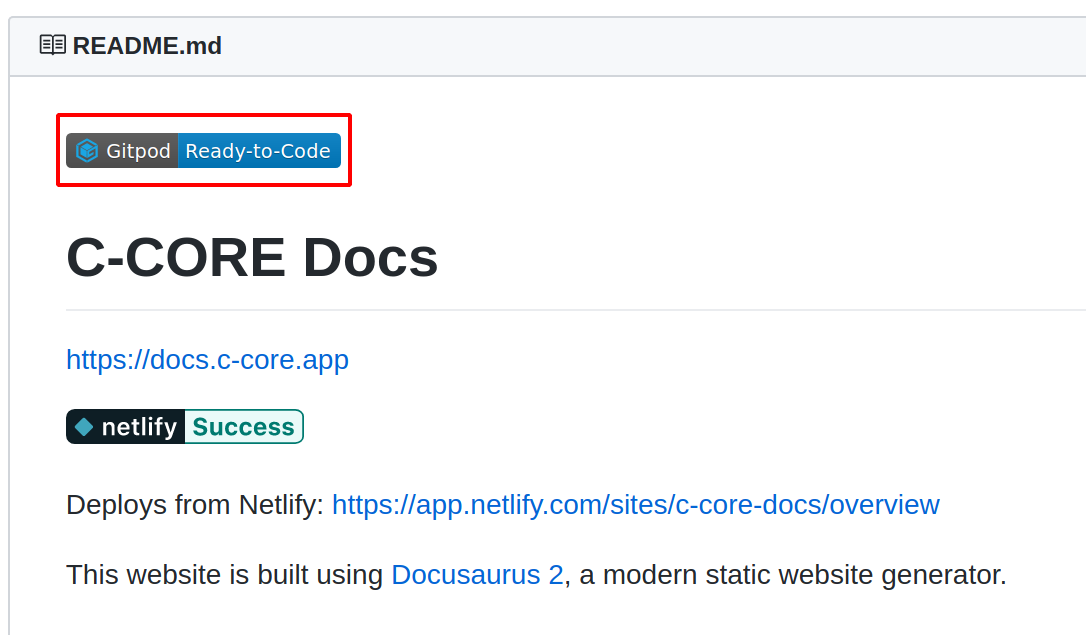 README.md
Gitpod Ready-to-Code
C-CORE Docs
https://docs.c-core.app
netlify Success
Deploys from Netlify: https://app.netlify.com/sites/c-core-docs/overview
This website is built using Docusaurus 2, a modern static website generator.